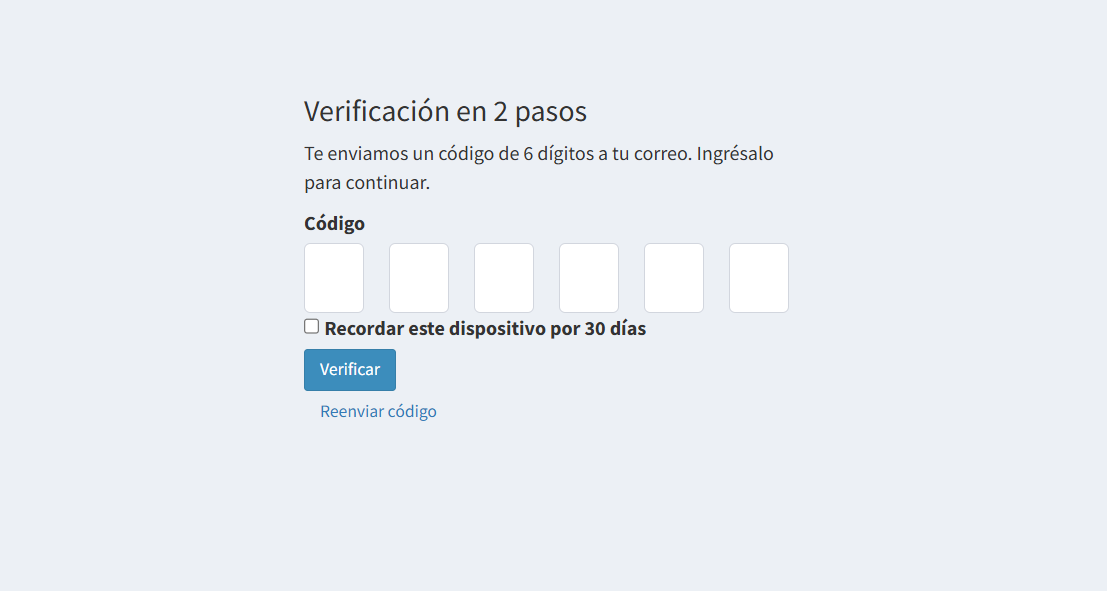 Verificación en 2 pasos
Te enviamos un código de 6 dígitos a tu correo. Ingrésalo
para continuar.
Código
Recordar este dispositivo por 30 días
Verificar
Reenviar código